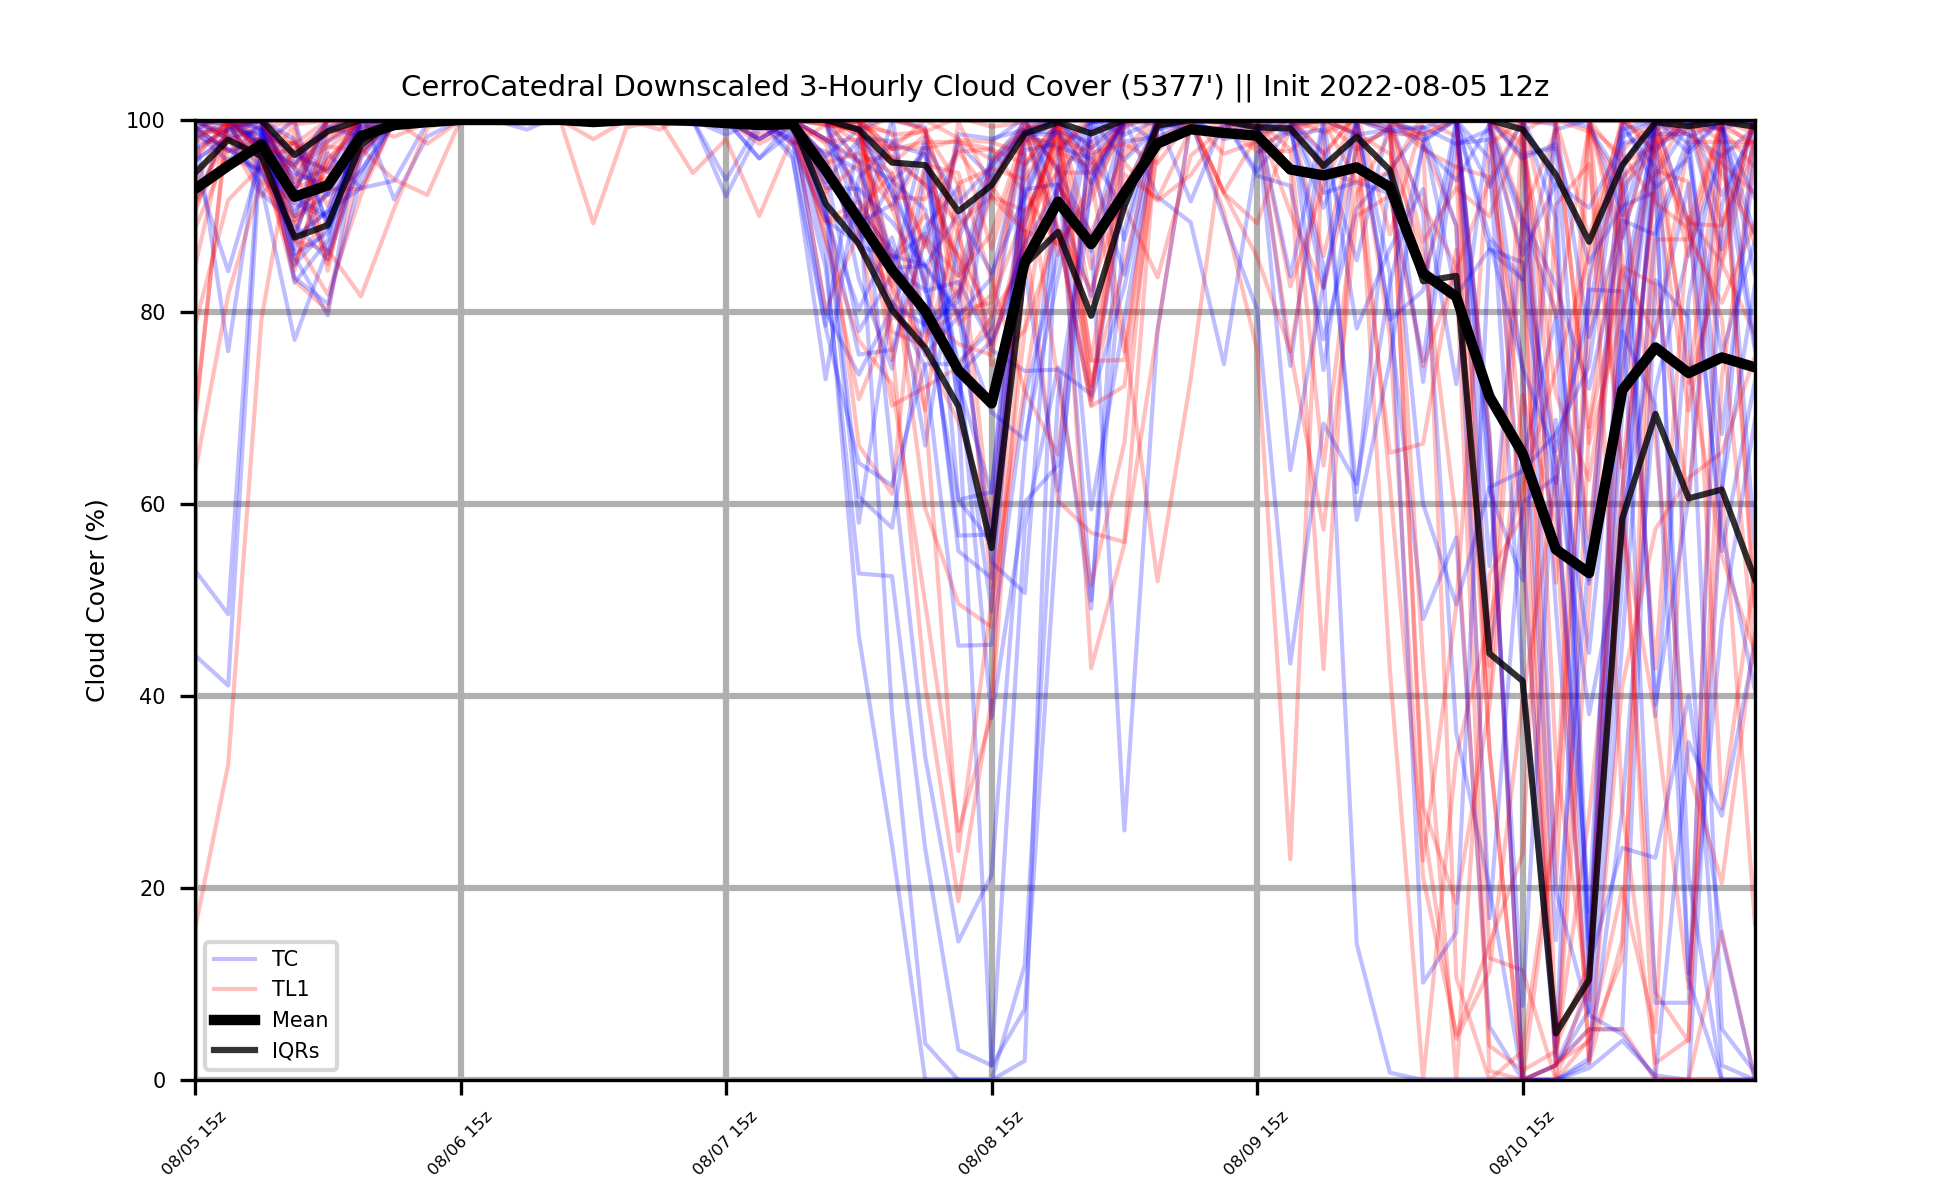 CerroCatedral Downscaled 3-Hourly Cloud Cover (5377') || Init 2022-08-05 12z
Cloud Cover (%)
100
80
60
40
20
0
TC
TL1
Mean
IQRs
08/05 15z
08/06 15z
08/07 15z
08/08 15z
08/09 15z
08/10 15z